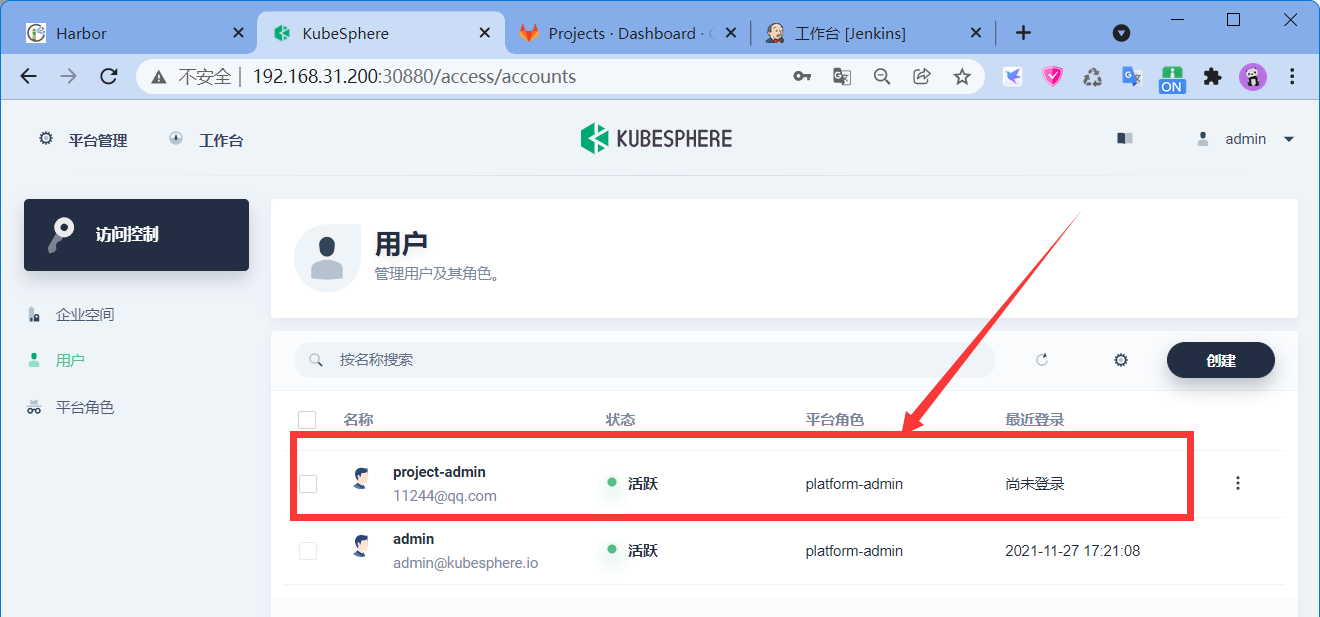 Harbor
KubeSphere
Projects · Dashboard ·
工作台 [Jenkins]
不安全
192.168.31.200:30880/access/accounts
ON
平台管理
工作台
KUBESPHERE
admin
访问控制
用户
管理用户及其角色。
企业空间
用户
平台角色
按名称搜索
创建
名称 状态 平台角色 最近登录
project-admin
11244@qq.com
活跃 platform-admin 尚未登录
admin
admin@kubesphere.io
活跃 platform-admin 2021-11-27 17:21:08